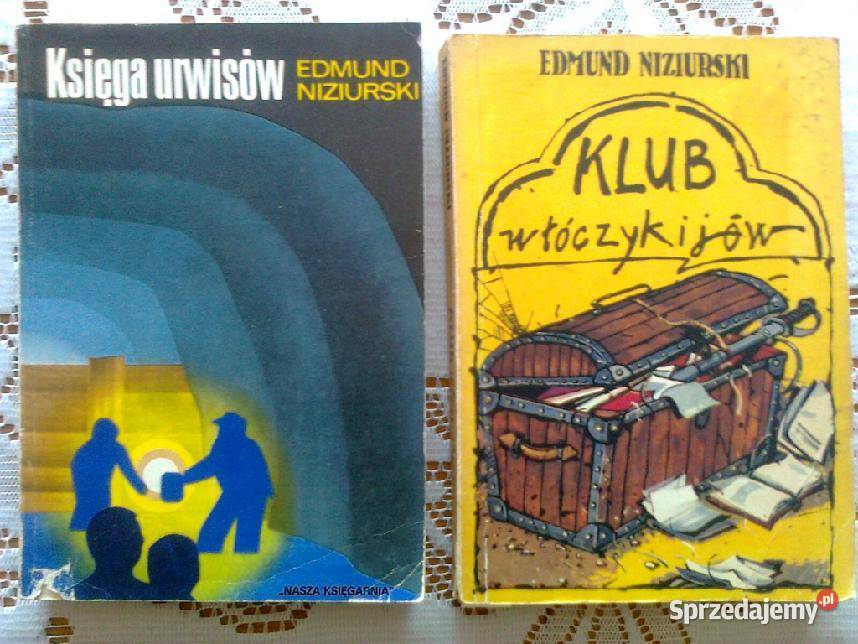 Księga urwisów
EDMUND
NIZIURSKI
„NASZA KSIĘGARNIA”
EDMUND NIZIURSKI
KLUB
włóczykijów
Sprzedajemy.pl